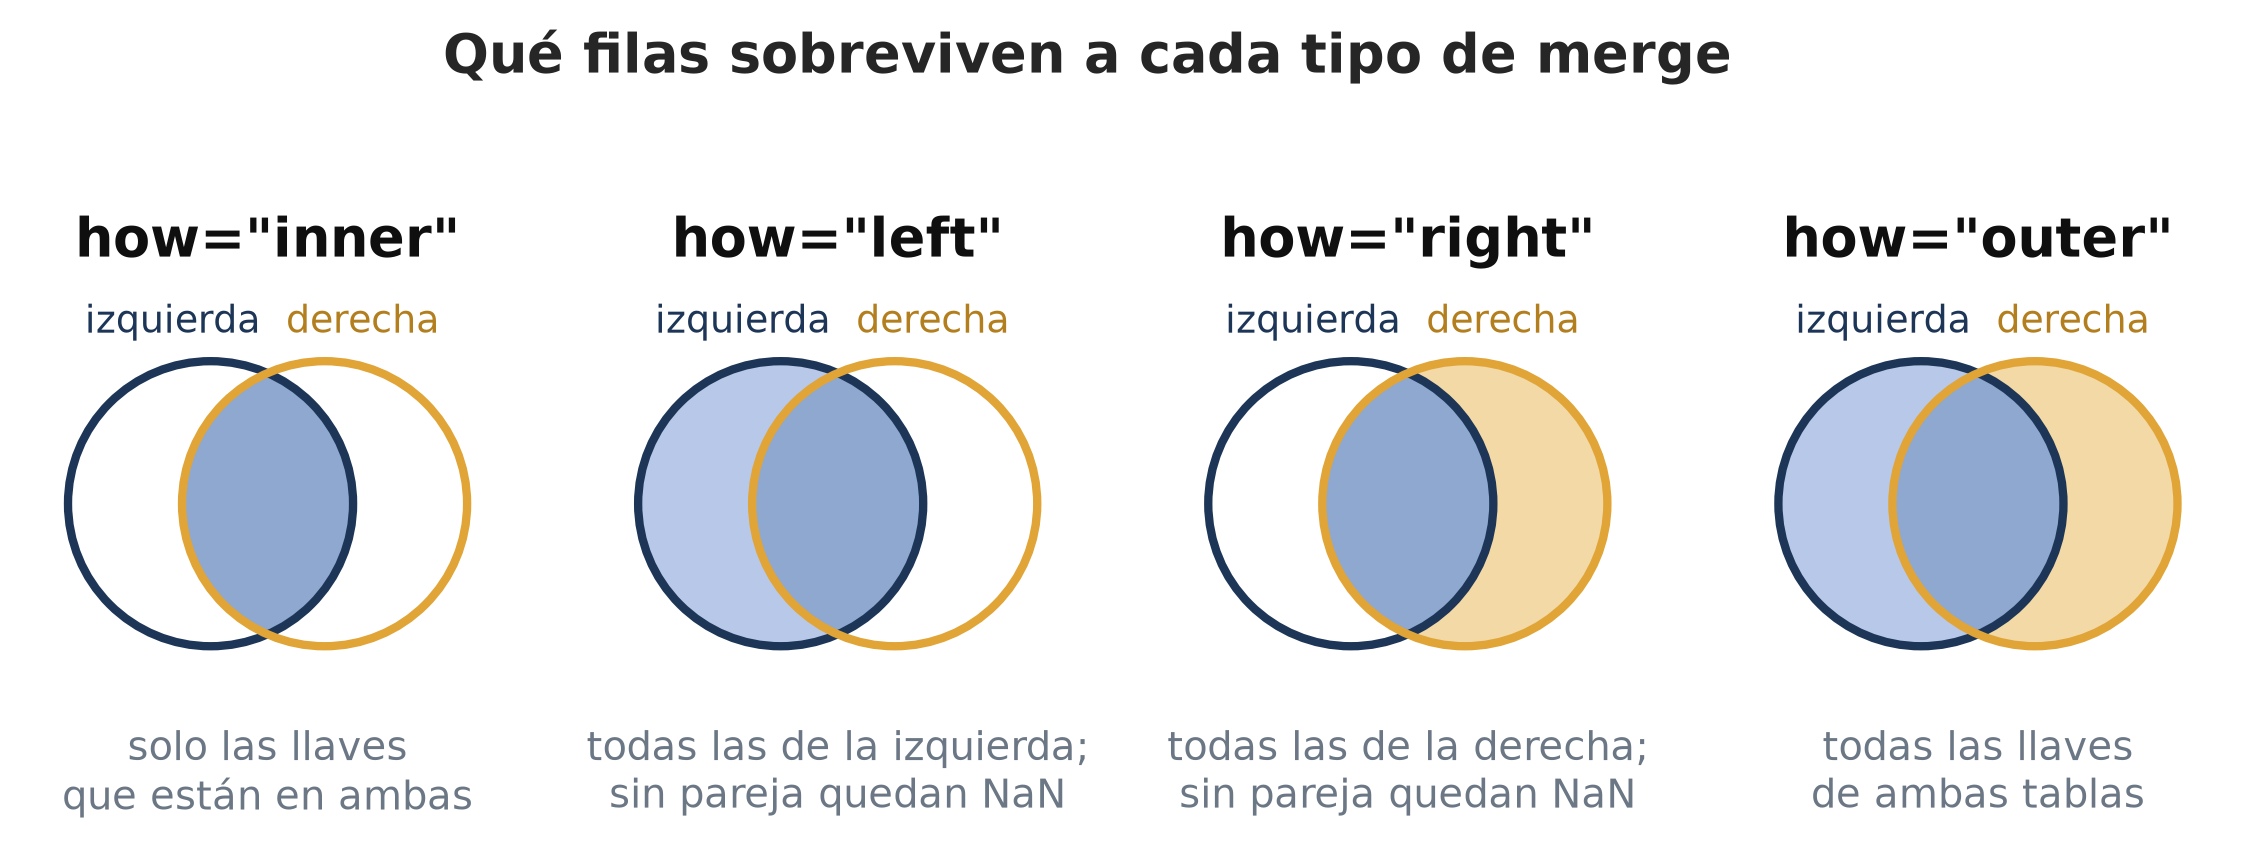 Qué filas sobreviven a cada tipo de merge
how="inner"
izquierda derecha
solo las llaves
que están en ambas
how="left"
izquierda derecha
todas las de la izquierda;
sin pareja quedan NaN
how="right"
izquierda derecha
todas las de la derecha;
sin pareja quedan NaN
how="outer"
izquierda derecha
todas las llaves
de ambas tablas